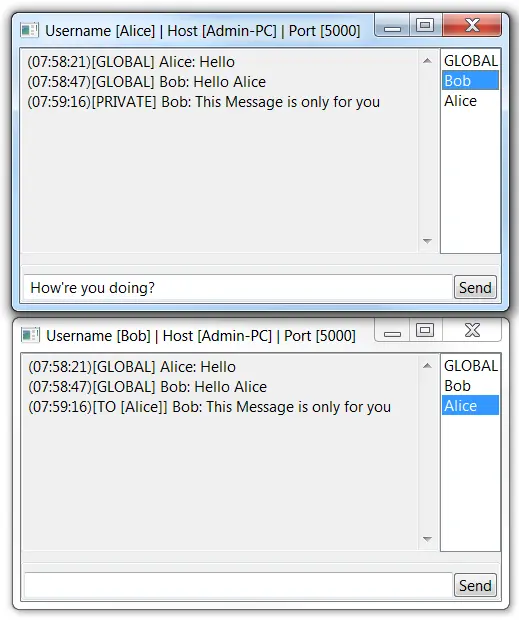 Username [Alice] | Host [Admin-PC] | Port [5000]
(07:58:21)[GLOBAL] Alice: Hello
(07:58:47)[GLOBAL] Bob: Hello Alice
(07:59:16)[PRIVATE] Bob: This Message is only for you
GLOBAL
Bob
Alice
How're you doing?
Send
Username [Bob] | Host [Admin-PC] | Port [5000]
(07:58:21)[GLOBAL] Alice: Hello
(07:58:47)[GLOBAL] Bob: Hello Alice
(07:59:16)[TO [Alice]] Bob: This Message is only for you
GLOBAL
Bob
Alice
Send